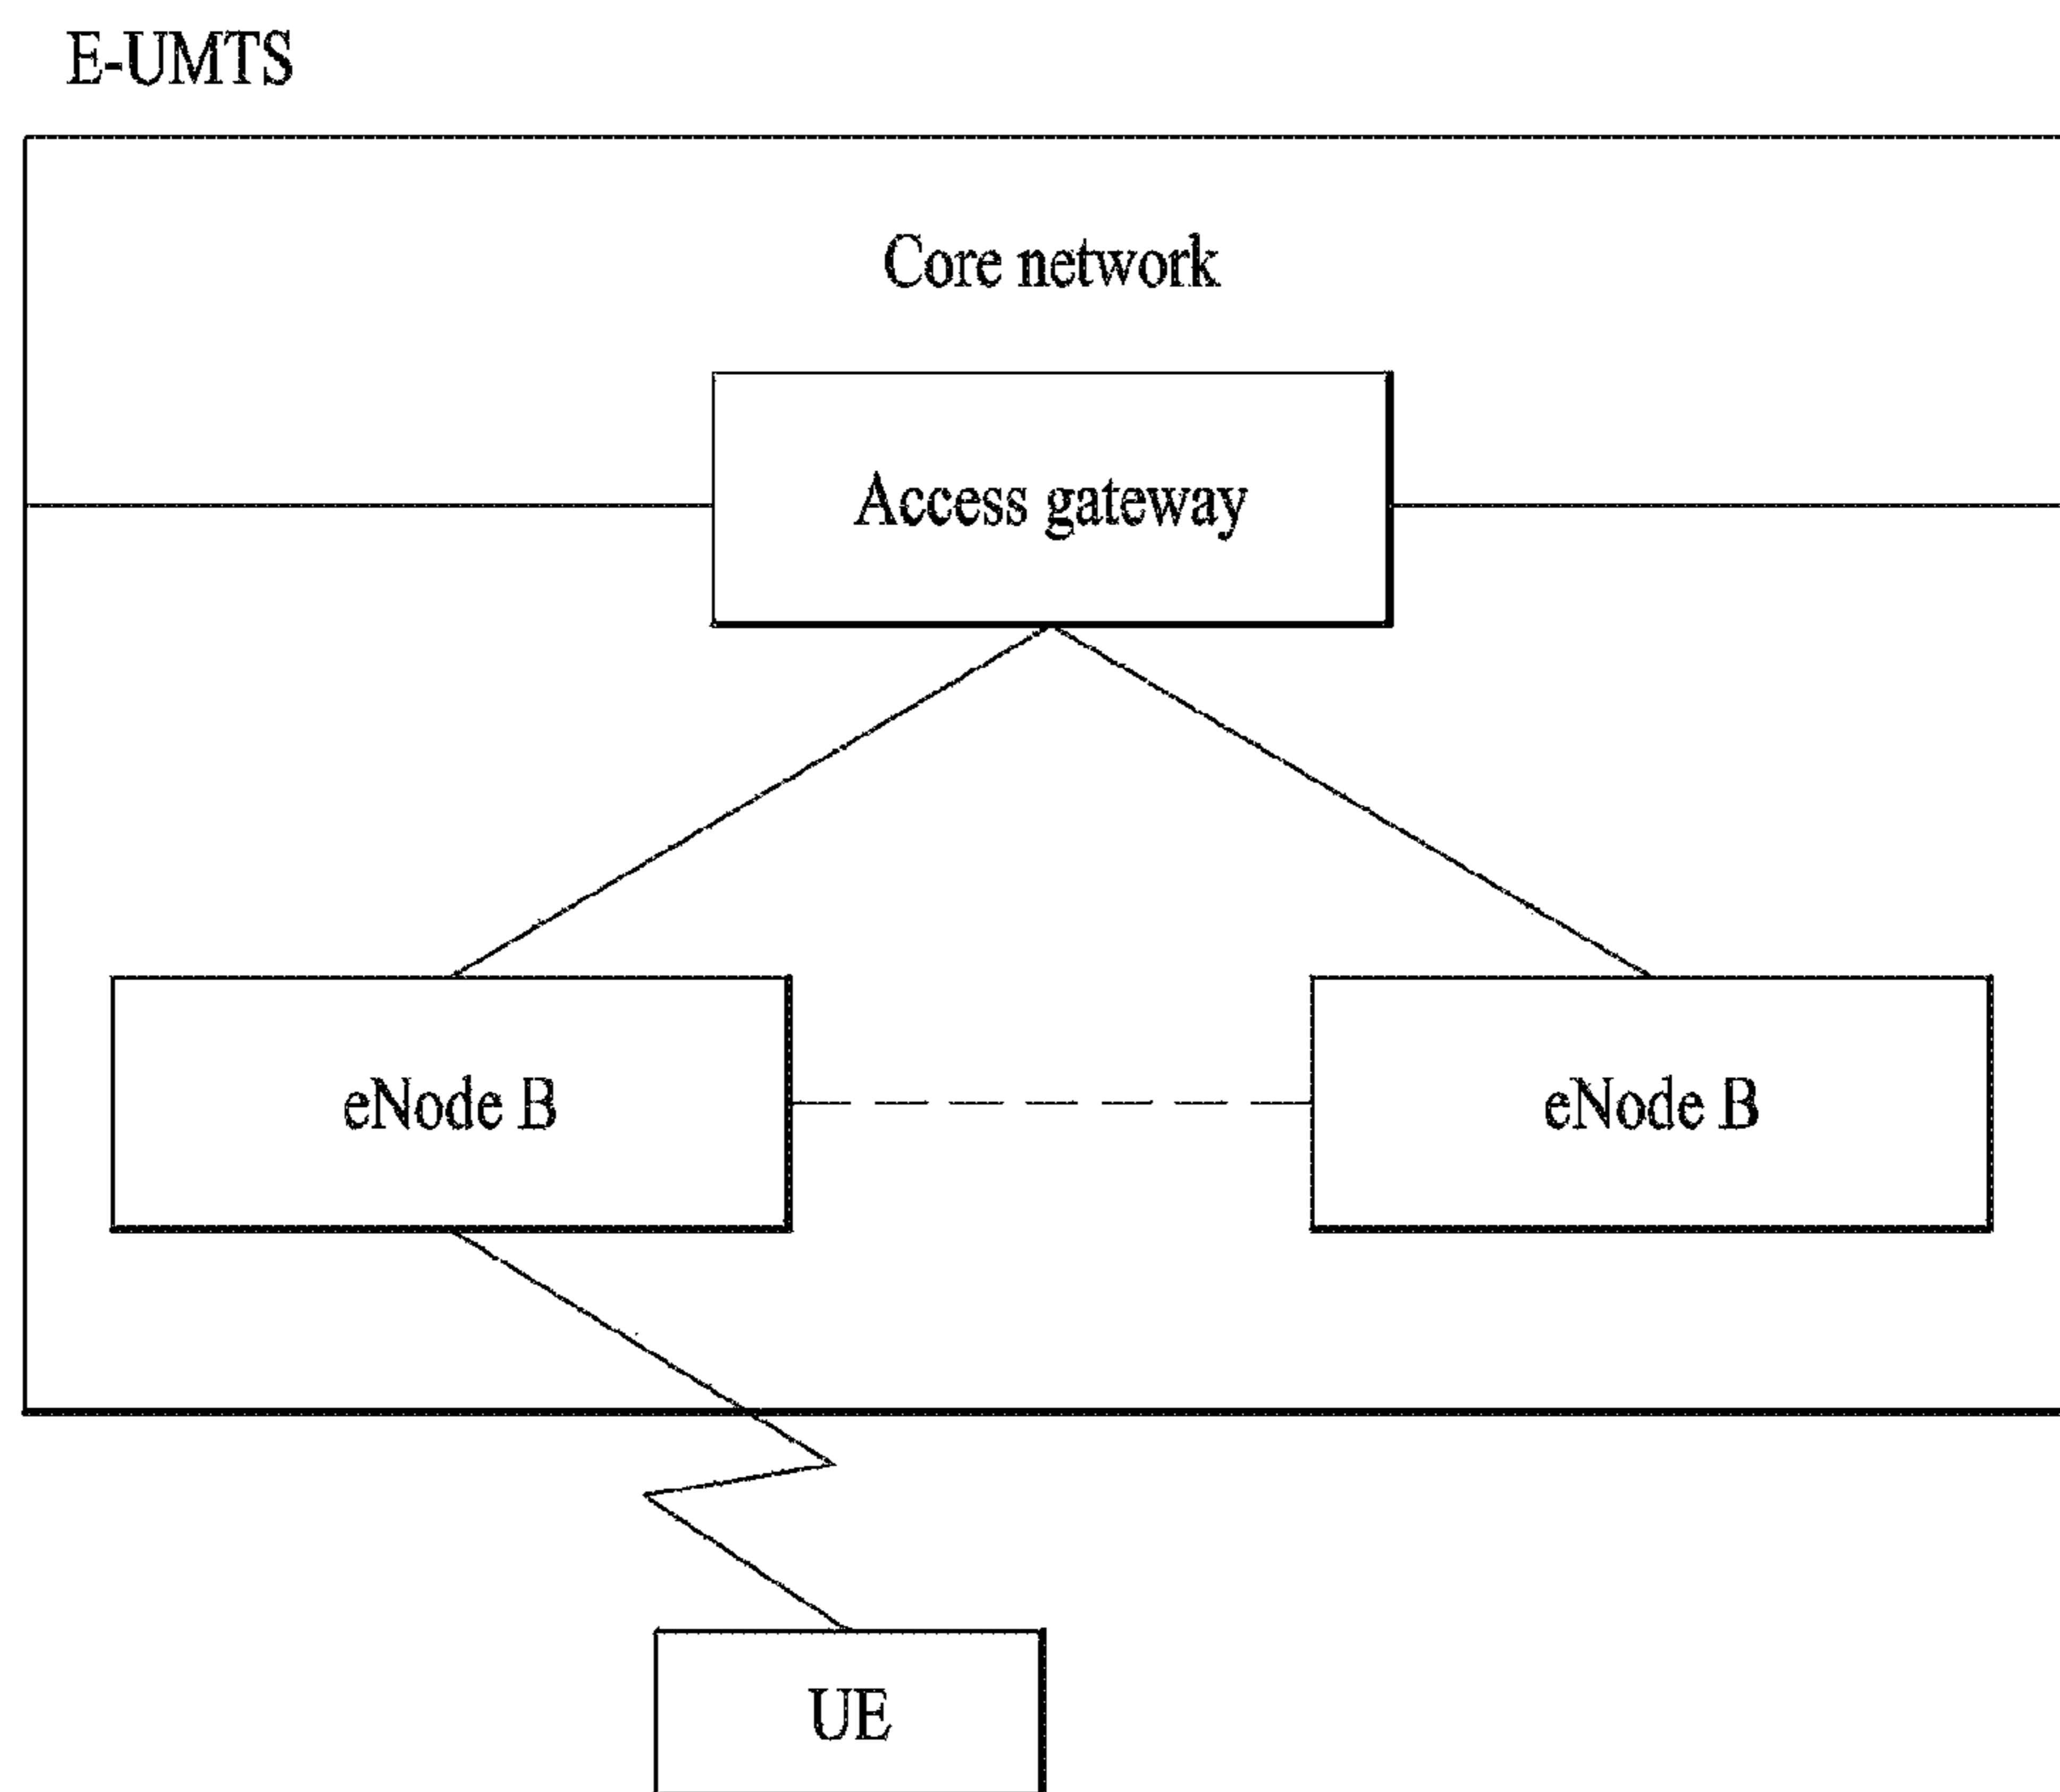 E-UMTS
Core network
Access gateway
eNode B
eNode B
UE